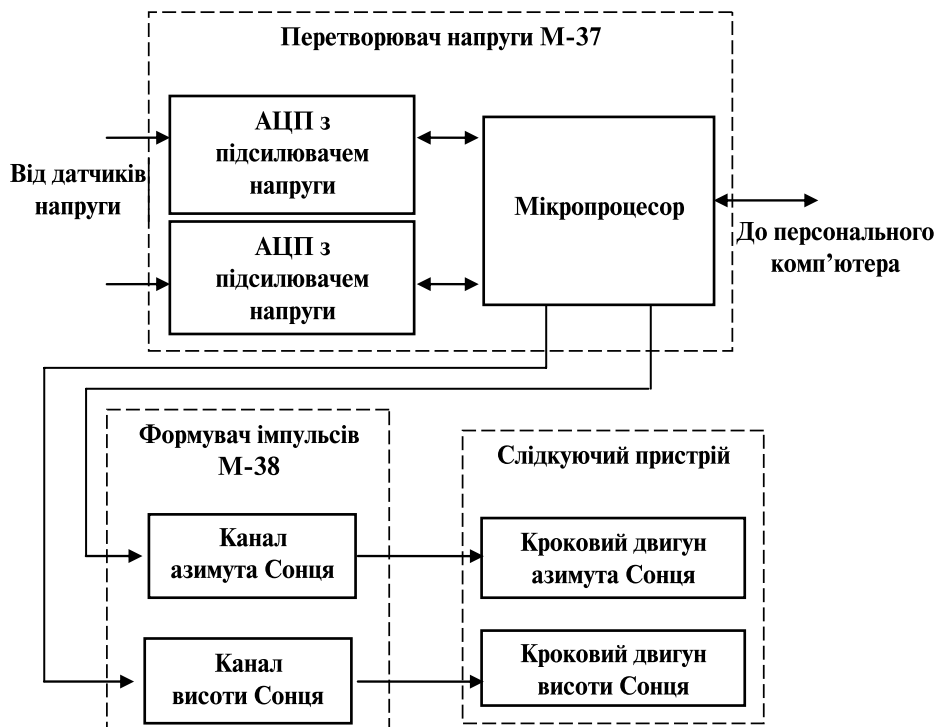 Перетворювач напруги М-37
АЦП з
підсилювачем
напруги
Від датчиків
напруги
АЦП з
підсилювачем
напруги
Мікропроцесор
До персонального
комп’ютера
Формувач імпульсів
М-38
Слідкуючий пристрій
Канал
азимута Сонця
Кроковий двигун
азимута Сонця
Канал
висоти Сонця
Кроковий двигун
висоти Сонця